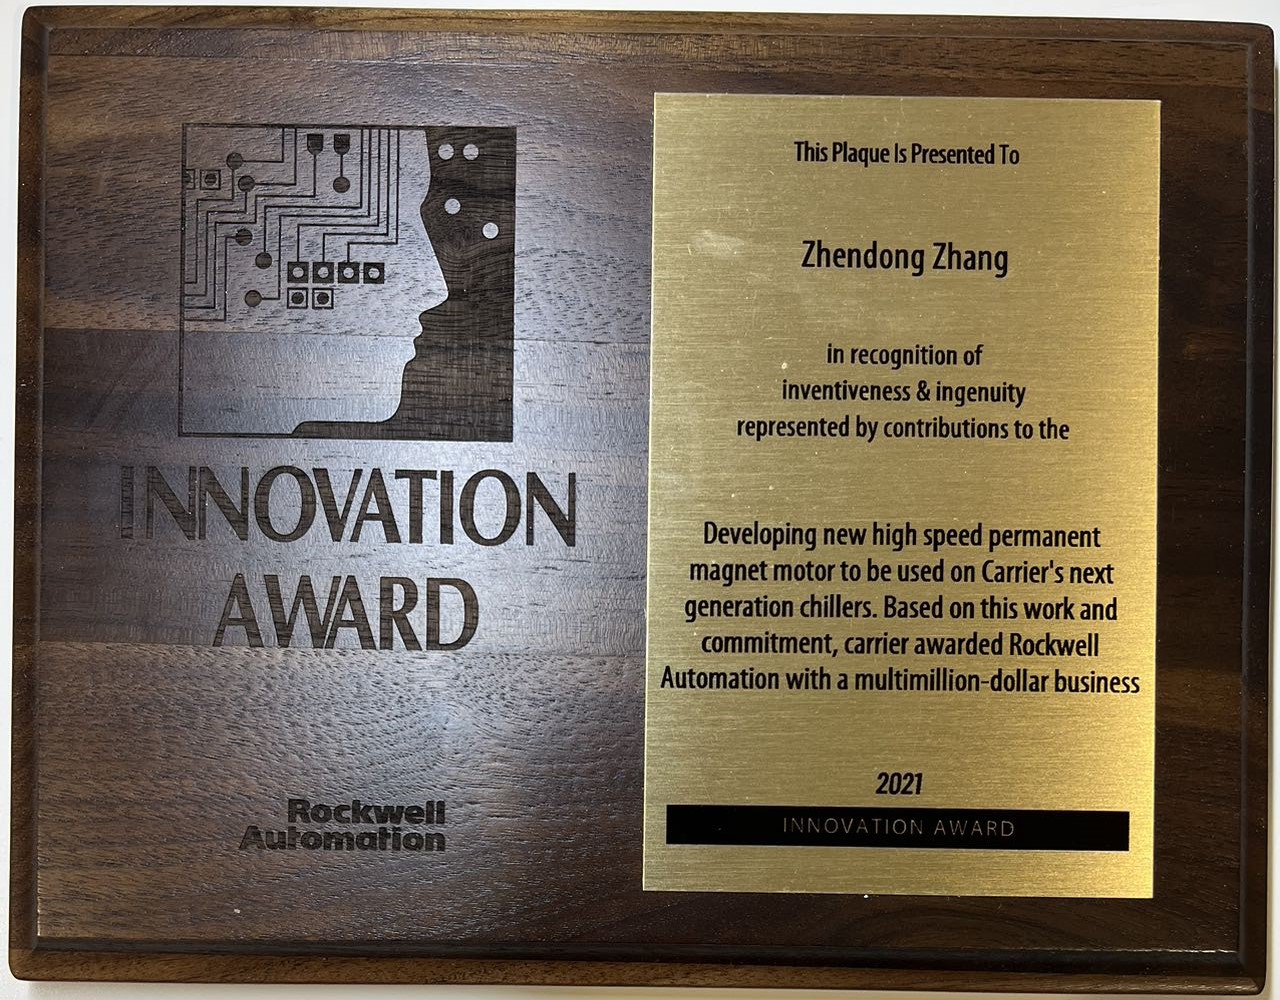 INNOVATION
AWARD
Rockwell
Automation
This Plaque Is Presented To
Zhendong Zhang
in recognition of
inventiveness & ingenuity
represented by contributions to the
Developing new high speed permanent
magnet motor to be used on Carrier's next
generation chillers. Based on this work and
commitment, carrier awarded Rockwell
Automation with a multimillion-dollar business
2021
INNOVATION AWARD